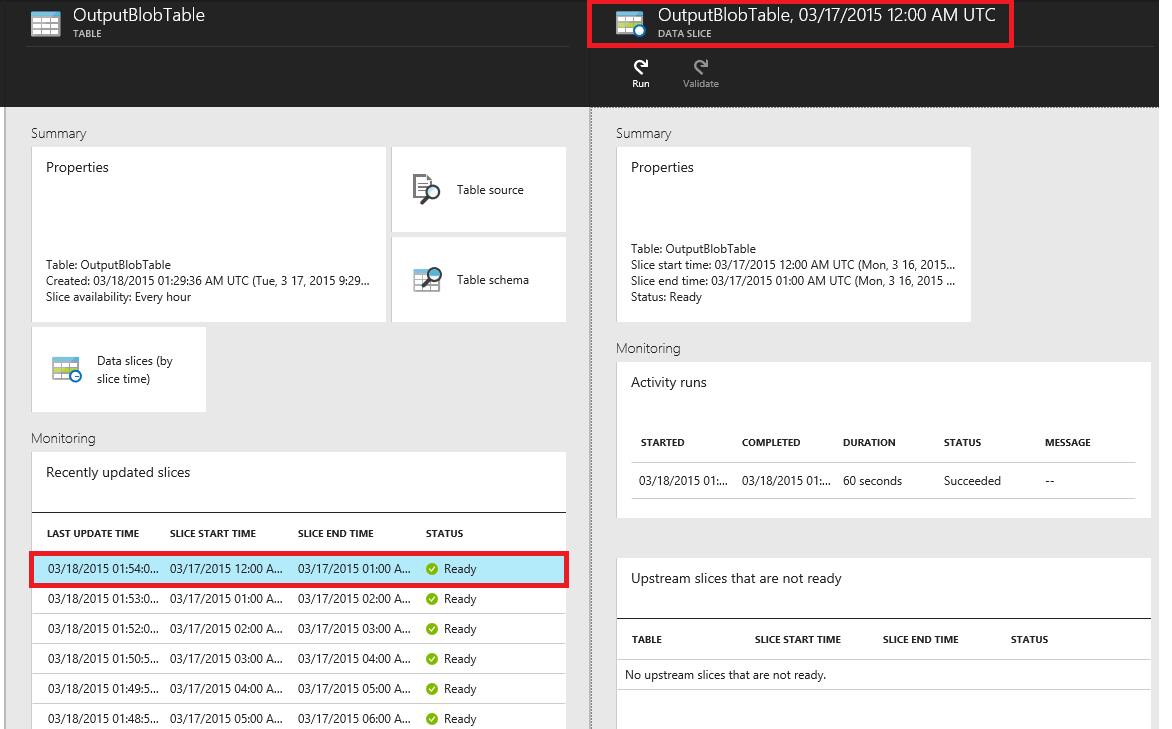 OutputBlobTable
TABLE
Summary
Properties
Table: OutputBlobTable
Created: 03/18/2015 01:29:36 AM UTC (Tue, 3 17, 2015 9:29...
Slice availability: Every hour
Table source
Table schema
Data slices (by
slice time)
Monitoring
Recently updated slices
LAST UPDATE TIME SLICE START TIME SLICE END TIME STATUS
03/18/2015 01:54:0... 03/17/2015 12:00 A... 03/17/2015 01:00 A... Ready
03/18/2015 01:53:0... 03/17/2015 01:00 A... 03/17/2015 02:00 A... Ready
03/18/2015 01:52:0... 03/17/2015 02:00 A... 03/17/2015 03:00 A... Ready
03/18/2015 01:50:5... 03/17/2015 03:00 A... 03/17/2015 04:00 A... Ready
03/18/2015 01:49:5... 03/17/2015 04:00 A... 03/17/2015 05:00 A... Ready
03/18/2015 01:48:5... 03/17/2015 05:00 A... 03/17/2015 06:00 A... Ready
OutputBlobTable, 03/17/2015 12:00 AM UTC
DATA SLICE
Run Validate
Summary
Properties
Table: OutputBlobTable
Slice start time: 03/17/2015 12:00 AM UTC (Mon, 3 16, 2015...
Slice end time: 03/17/2015 01:00 AM UTC (Mon, 3 16, 2015 ...
Status: Ready
Monitoring
Activity runs
STARTED COMPLETED DURATION STATUS MESSAGE
03/18/2015 01:... 03/18/2015 01:... 60 seconds Succeeded --
Upstream slices that are not ready
TABLE SLICE START TIME SLICE END TIME STATUS
No upstream slices that are not ready.